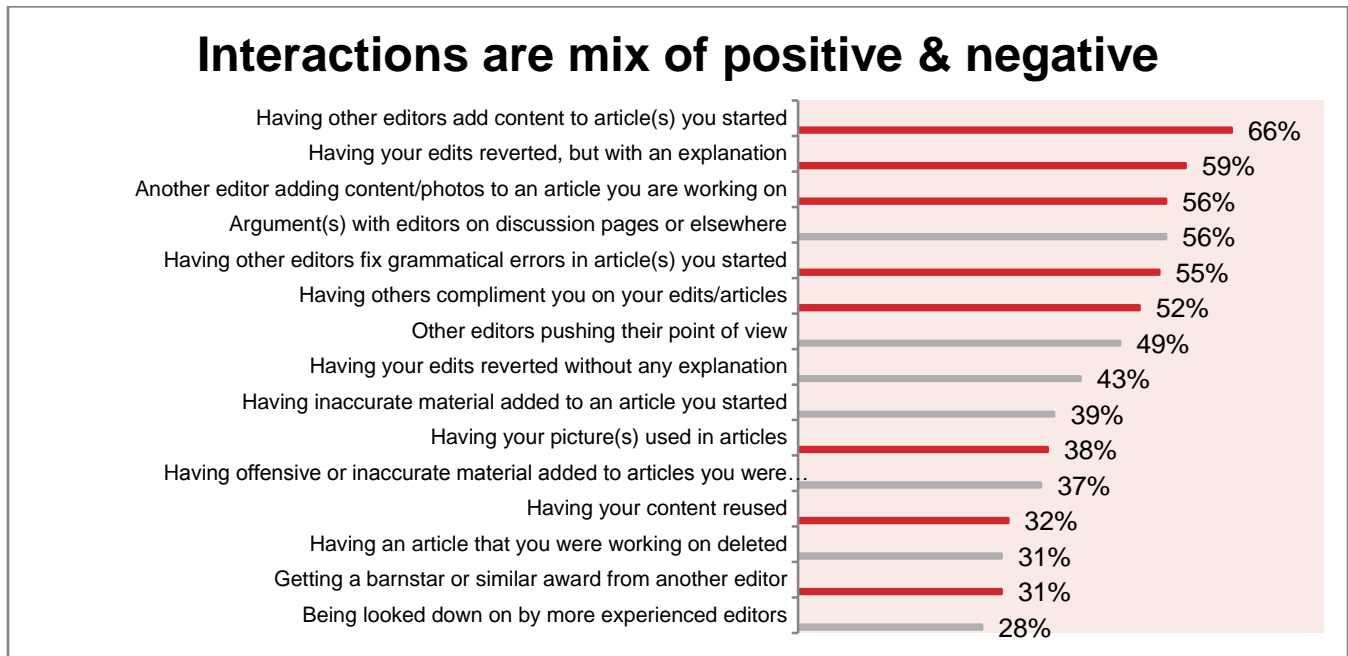 Interactions are mix of positive & negative
Having other editors add content to article(s) you started
66%
Having your edits reverted, but with an explanation
59%
Another editor adding content/photos to an article you are working on
56%
Argument(s) with editors on discussion pages or elsewhere
56%
Having other editors fix grammatical errors in article(s) you started
55%
Having others compliment you on your edits/articles
52%
Other editors pushing their point of view
49%
Having your edits reverted without any explanation
43%
Having inaccurate material added to an article you started
39%
Having your picture(s) used in articles
38%
Having offensive or inaccurate material added to articles you were…
37%
Having your content reused
32%
Having an article that you were working on deleted
31%
Getting a barnstar or similar award from another editor
31%
Being looked down on by more experienced editors
28%